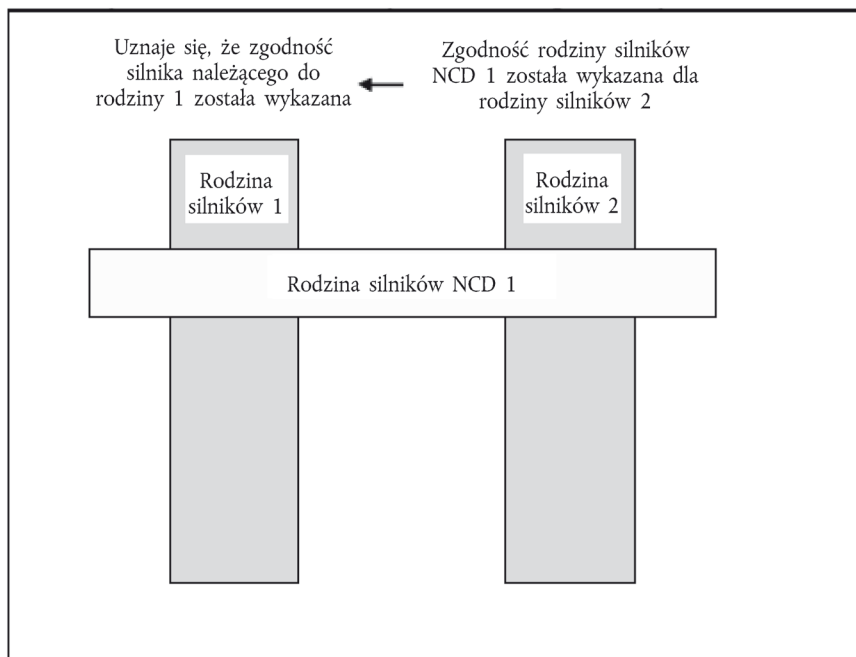 Uznaje się, że zgodność
silnika należącego do
rodziny 1 została wykazana
Zgodność rodziny silników
NCD 1 została wykazana dla
rodziny silników 2
Rodzina
silników 1
Rodzina
silników 2
Rodzina silników NCD 1